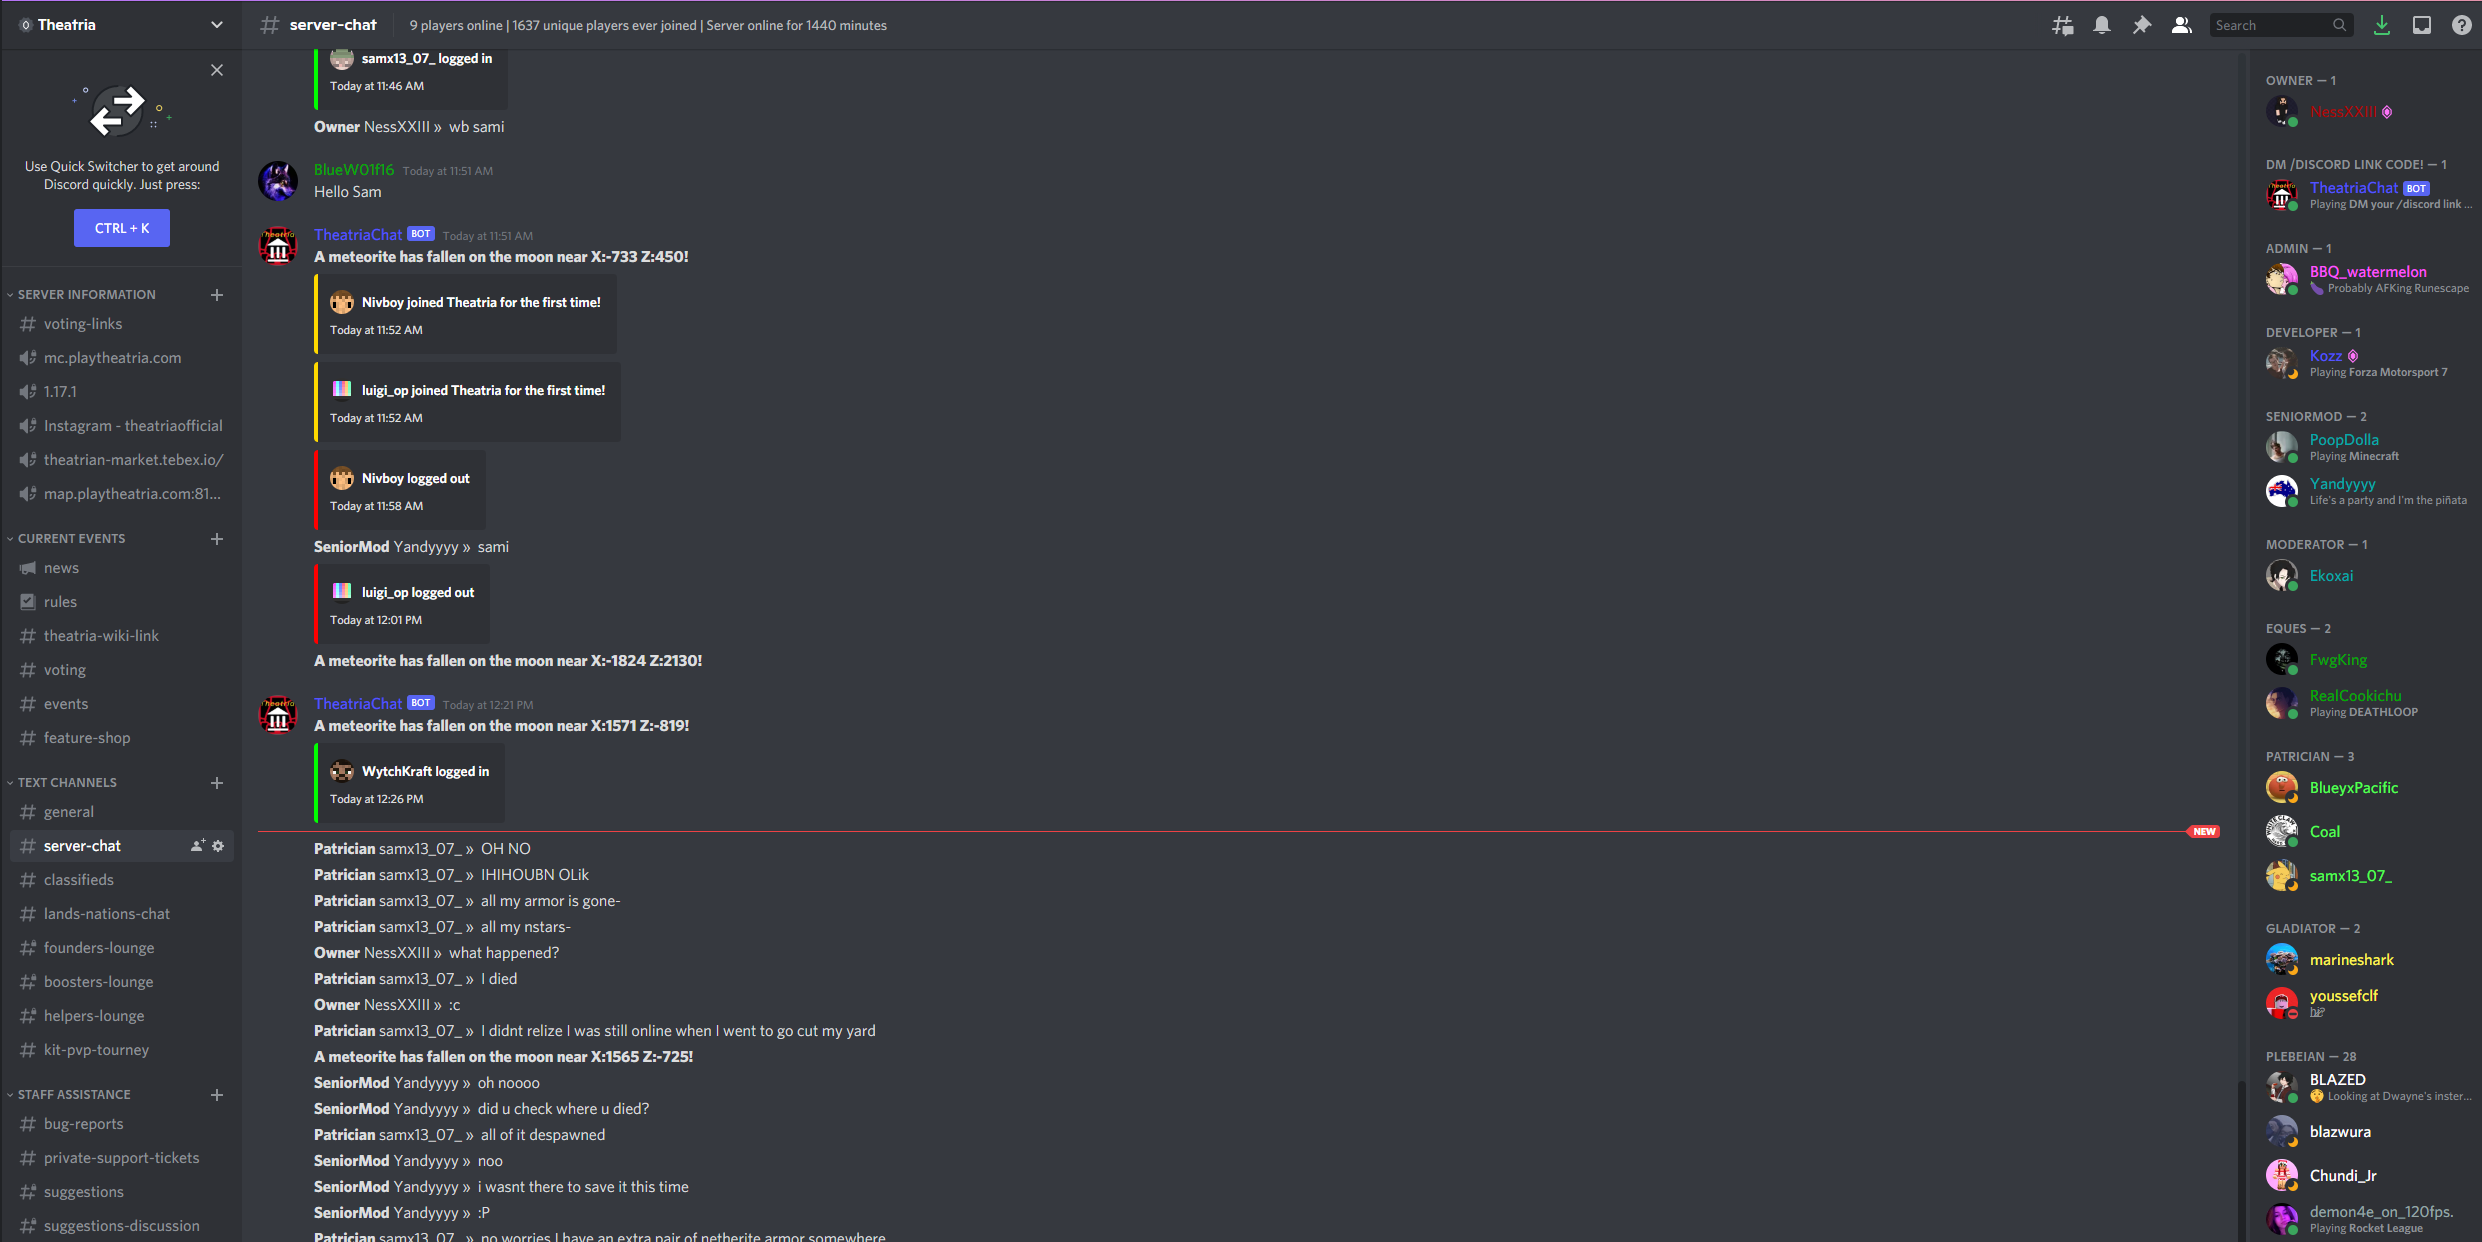 Theatria
server-chat
9 players online | 1637 unique players ever joined | Server online for 1440 minutes
Search
Use Quick Switcher to get around
Discord quickly. Just press:
CTRL + K
SERVER INFORMATION
voting-links
mc.playtheatria.com
1.17.1
Instagram - theatriaofficial
theatrian-market.tebex.io/
map.playtheatria.com:81...
CURRENT EVENTS
news
rules
theatria-wiki-link
voting
events
feature-shop
TEXT CHANNELS
general
server-chat
classifieds
lands-nations-chat
founders-lounge
boosters-lounge
helpers-lounge
kit-pvp-tourney
STAFF ASSISTANCE
bug-reports
private-support-tickets
suggestions
suggestions-discussion
samx13_07_ logged in
Today at 11:46 AM
Owner NessXXIII » wb sami
BlueW01f16 Today at 11:51 AM
Hello Sam
TheatriaChat BOT Today at 11:51 AM
A meteorite has fallen on the moon near X:-733 Z:450!
Nivboy joined Theatria for the first time!
Today at 11:52 AM
luigi_op joined Theatria for the first time!
Today at 11:52 AM
Nivboy logged out
Today at 11:58 AM
SeniorMod Yandyyyy » sami
luigi_op logged out
Today at 12:01 PM
A meteorite has fallen on the moon near X:-1824 Z:2130!
TheatriaChat BOT Today at 12:21 PM
A meteorite has fallen on the moon near X:1571 Z:-819!
WytchKraft logged in
Today at 12:26 PM
NEW
Patrician samx13_07_ » OH NO
Patrician samx13_07_ » IHIHOUBN OLik
Patrician samx13_07_ » all my armor is gone-
Patrician samx13_07_ » all my nstars-
Owner NessXXIII » what happened?
Patrician samx13_07_ » I died
Owner NessXXIII » :c
Patrician samx13_07_ » I didnt relize I was still online when I went to go cut my yard
A meteorite has fallen on the moon near X:1565 Z:-725!
SeniorMod Yandyyyy » oh noooo
SeniorMod Yandyyyy » did u check where u died?
Patrician samx13_07_ » all of it despawned
SeniorMod Yandyyyy » noo
SeniorMod Yandyyyy » i wasnt there to save it this time
SeniorMod Yandyyyy » :P
Patrician samx13_07_ » no worries I have an extra pair of netherite armor somewhere
OWNER — 1
NessXXIII
DM /DISCORD LINK CODE! — 1
TheatriaChat BOT
Playing DM your /discord link ...
ADMIN — 1
BBQ_watermelon
Probably AFKing Runescape
DEVELOPER — 1
Kozz
Playing Forza Motorsport 7
SENIORMOD — 2
PoopDolla
Playing Minecraft
Yandyyyy
Life's a party and I'm the piñata
MODERATOR — 1
Ekoxai
EQUES — 2
FwgKing
RealCookichu
Playing DEATHLOOP
PATRICIAN — 3
BlueyxPacific
Coal
samx13_07_
GLADIATOR — 2
marineshark
youssefclf
PLEBEIAN — 28
BLAZED
Looking at Dwayne's inster...
blazwura
Chundi_Jr
demon4e_on_120fps.
Playing Rocket League